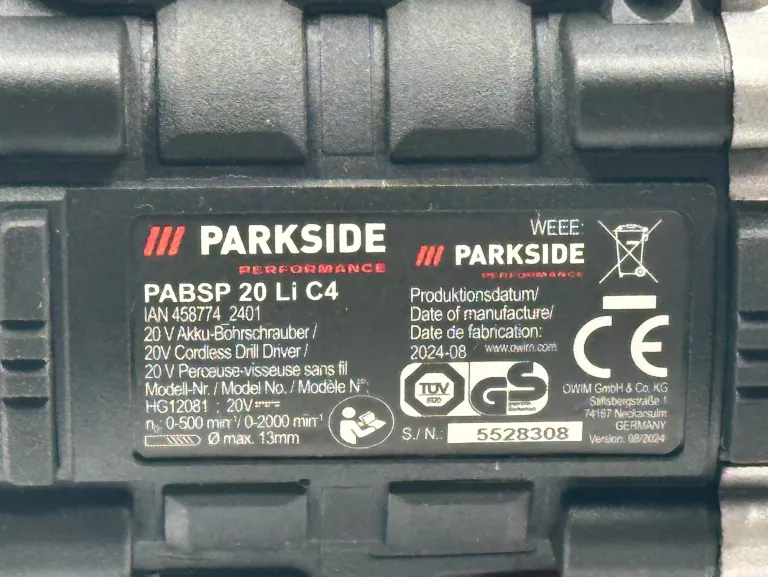 PARKSIDE
PERFORMANCE
PABSP 20 Li C4
IAN 458774_2401
20 V Akku-Bohrschrauber /
20V Cordless Drill Driver /
20 V Perceuse-visseuse sans fil
Modell-Nr. / Model No. / Modèle N°:
HG12081 : 20V
n₀: 0-500 min⁻¹/ 0-2000 min⁻¹
Ø max. 13mm
WEEE:
PARKSIDE
PERFORMANCE
Produktionsdatum/
Date of manufacture/
Date de fabrication:
2024-08 www.owim.com
TÜV
GS
S./ N.: 5528308
CE
OWIM GmbH & Co. KG
Stiftsbergstraße 1
74167 Neckarsulm
GERMANY
Version: 08/2024